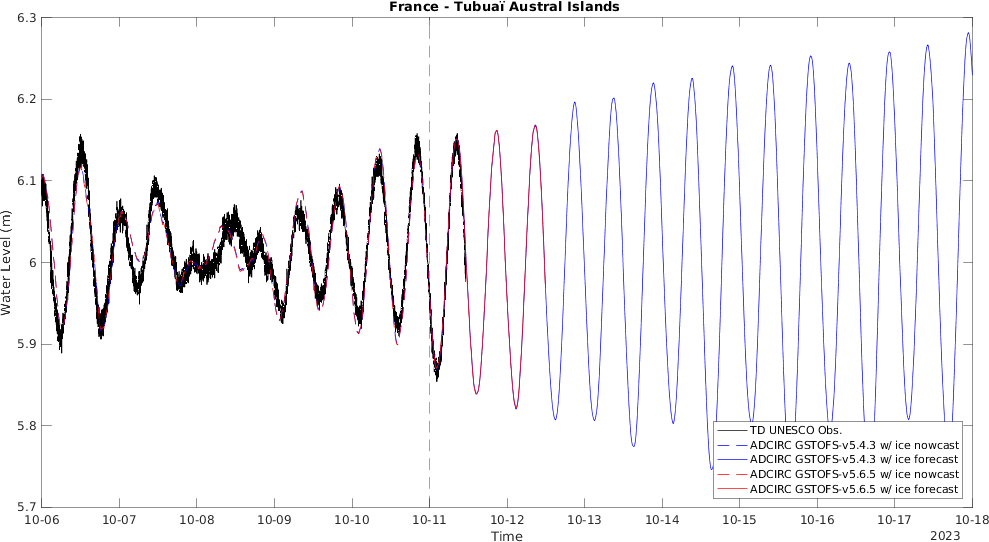 France - Tubuaï Austral Islands
6.3
6.2
6.1
6
5.9
5.8
5.7
Water Level (m)
TD UNESCO Obs.
ADCIRC GSTOFS-v5.4.3 w/ ice nowcast
ADCIRC GSTOFS-v5.4.3 w/ ice forecast
ADCIRC GSTOFS-v5.6.5 w/ ice nowcast
ADCIRC GSTOFS-v5.6.5 w/ ice forecast
10-06 10-07 10-08 10-09 10-10 10-11 10-12 10-13 10-14 10-15 10-16 10-17 10-18
Time
2023